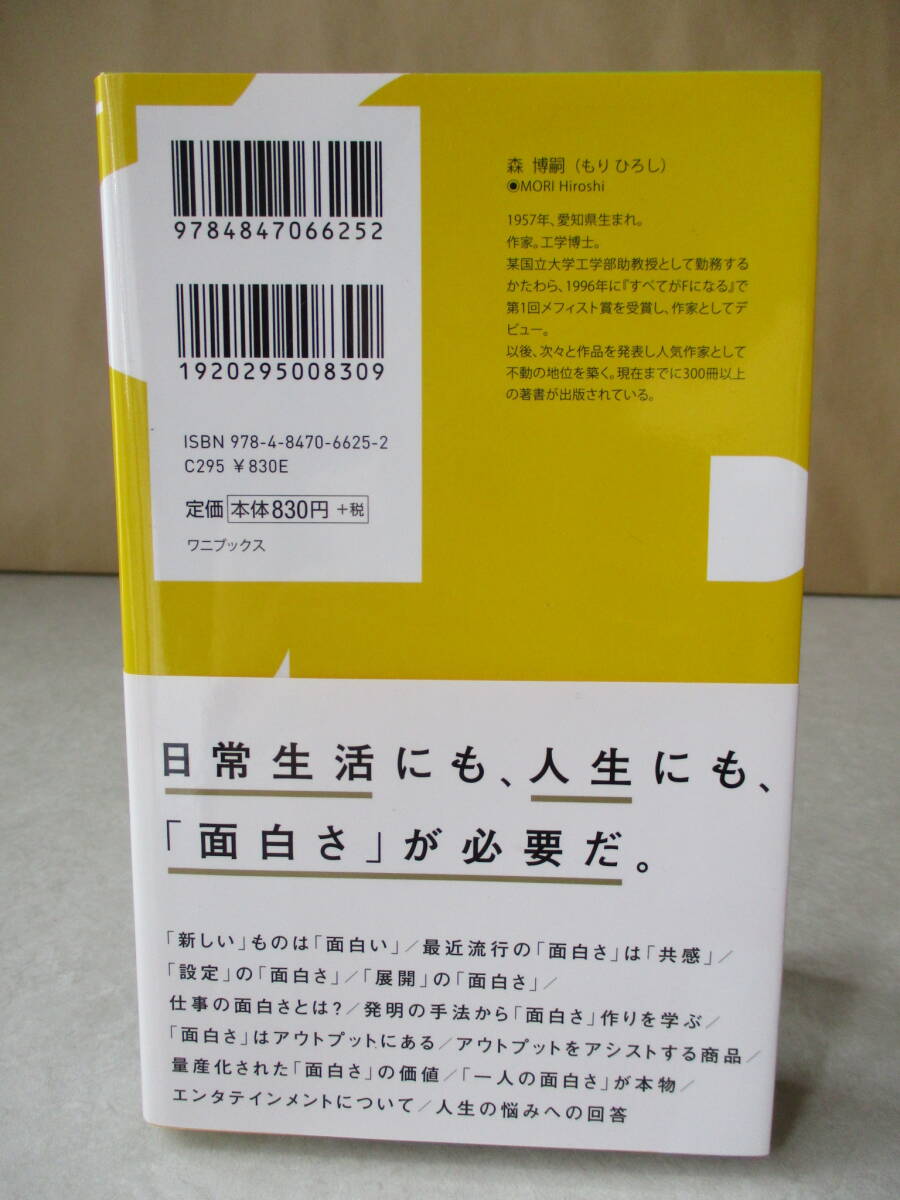 9784847066252
1920295008309
ISBN 978-4-8470-6625-2
C295 ¥830E
定価 本体830円 +税
ワニブックス
森 博嗣（もり ひろし）
◉MORI Hiroshi
1957年、愛知県生まれ。
作家。工学博士。
某国立大学工学部助教授として勤務する
かたわら、1996年に『すべてがFになる』で
第1回メフィスト賞を受賞し、作家としてデ
ビュー。
以後、次々と作品を発表し人気作家として
不動の地位を築く。現在までに300冊以上
の著書が出版されている。
日常生活にも、人生にも、
「面白さ」が必要だ。
「新しい」ものは「面白い」/最近流行の「面白さ」は「共感」/
「設定」の「面白さ」/「展開」の「面白さ」/
仕事の面白さとは?/発明の手法から「面白さ」作りを学ぶ/
「面白さ」はアウトプットにある/アウトプットをアシストする商品/
量産化された「面白さ」の価値/「一人の面白さ」が本物/
エンタテインメントについて/人生の悩みへの回答